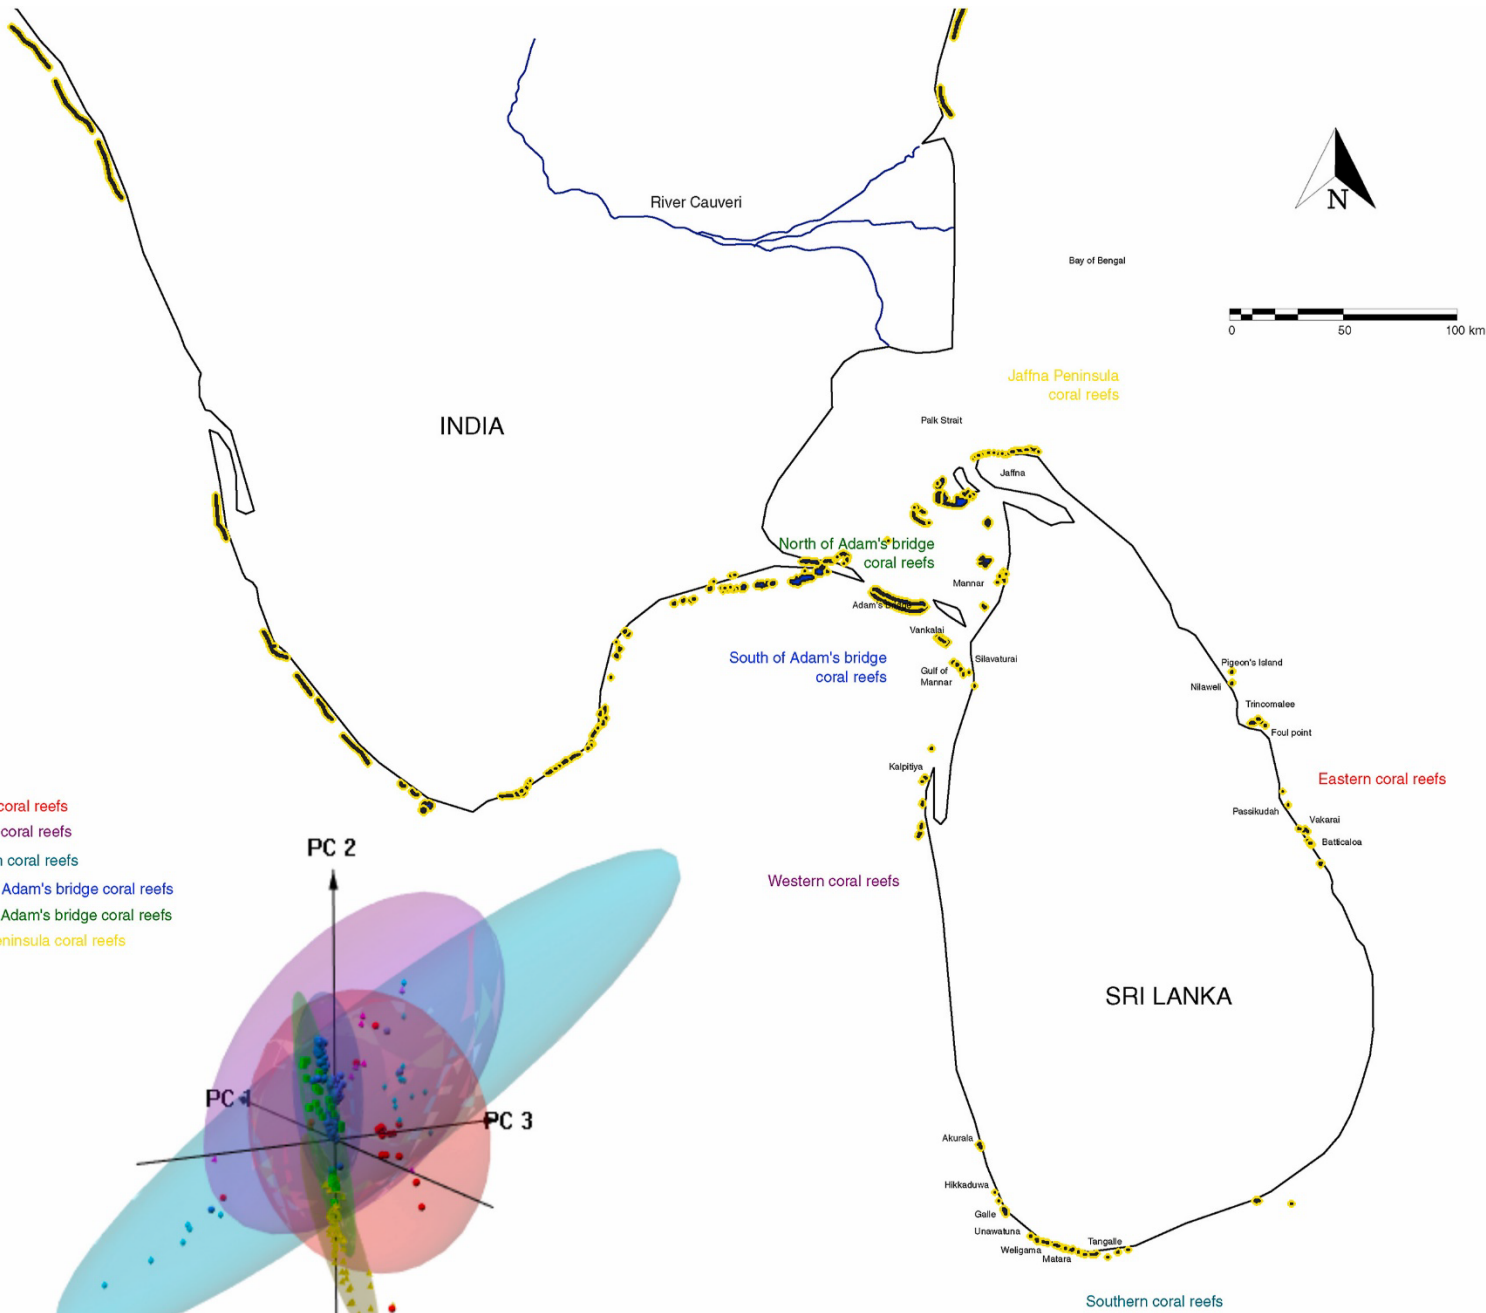 River Cauveri
N
Bay of Bengal
0 50 100 km
Jaffna Peninsula
coral reefs
INDIA
Palk Strait
Jaffna
North of Adam's bridge
coral reefs
Mannar
Adam's Bridge
Vankalai
South of Adam's bridge
coral reefs
Silavaturai
Gulf of
Mannar
Pigeon's Island
Nilaweli
Trincomalee
Foul point
Kalpitiya
Eastern coral reefs
Passikudah
Vakarai
Batticaloa
Western coral reefs
SRI LANKA
coral reefs
coral reefs
coral reefs
Adam's bridge coral reefs
Adam's bridge coral reefs
coral reefs
PC 2
PC 1
PC 3
Akurala
Hikkaduwa
Galle
Unawatuna
Weligama
Matara
Tangalle
Southern coral reefs